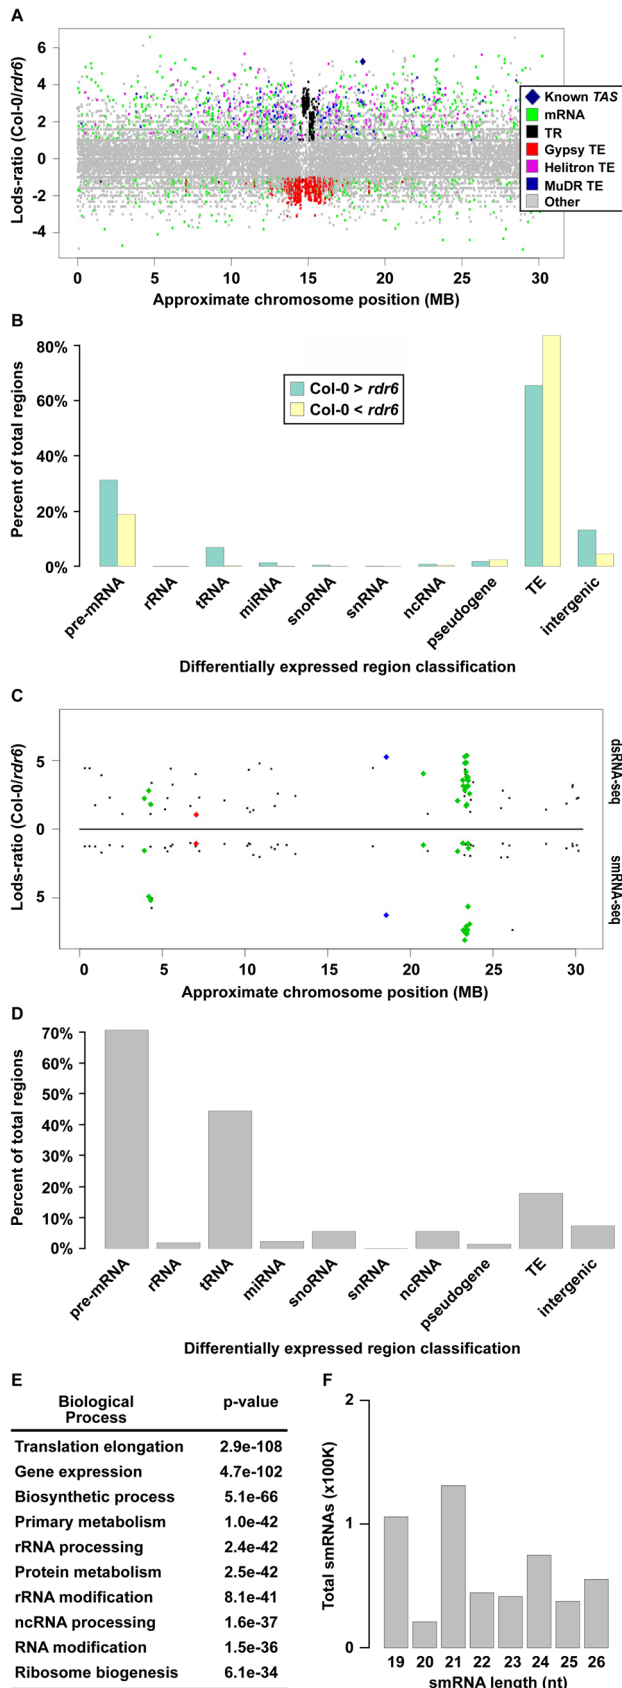 A
Lods-ratio (Col-0/rdr6)
6
4
2
0
-2
-4
0 5 10 15 20 25 30
Approximate chromosome position (MB)
Known TAS
mRNA
TR
Gypsy TE
Helitron TE
MuDR TE
Other
B
Percent of total regions
80%
60%
40%
20%
0%
Col-0 > rdr6
Col-0 < rdr6
pre-mRNA rRNA tRNA miRNA snoRNA snRNA ncRNA pseudogene TE intergenic
Differentially expressed region classification
C
Lods-ratio (Col-0/rdr6)
5
0
5
dsRNA-seq
smRNA-seq
0 5 10 15 20 25 30
Approximate chromosome position (MB)
D
Percent of total regions
70%
60%
50%
40%
30%
20%
10%
0%
pre-mRNA rRNA tRNA miRNA snoRNA snRNA ncRNA pseudogene TE intergenic
Differentially expressed region classification
E
Biological Process p-value
Translation elongation 2.9e-108
Gene expression 4.7e-102
Biosynthetic process 5.1e-66
Primary metabolism 1.0e-42
rRNA processing 2.4e-42
Protein metabolism 2.5e-42
rRNA modification 8.1e-41
ncRNA processing 1.6e-37
RNA modification 1.5e-36
Ribosome biogenesis 6.1e-34
F
Total smRNAs (x100K)
2
1
0
19 20 21 22 23 24 25 26
smRNA length (nt)